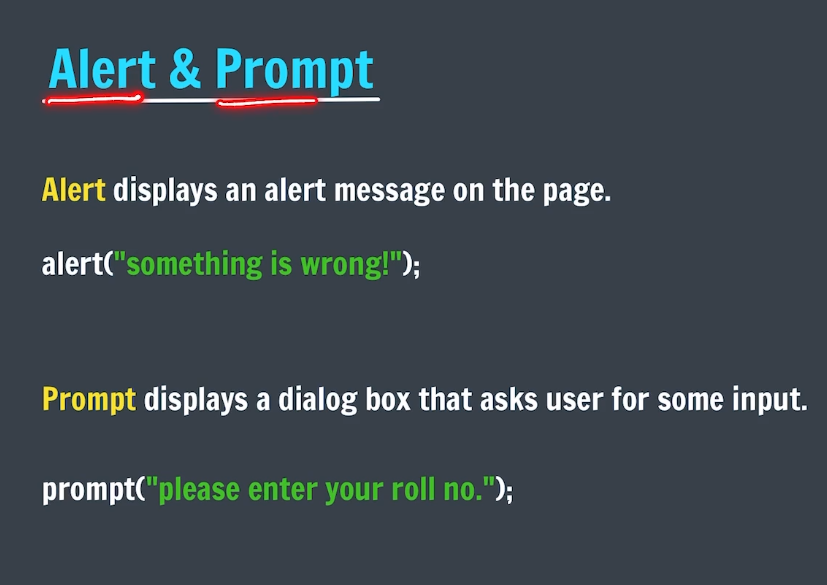 Alert & Prompt
Alert displays an alert message on the page.
alert("something is wrong!");
Prompt displays a dialog box that asks user for some input.
prompt("please enter your roll no.");